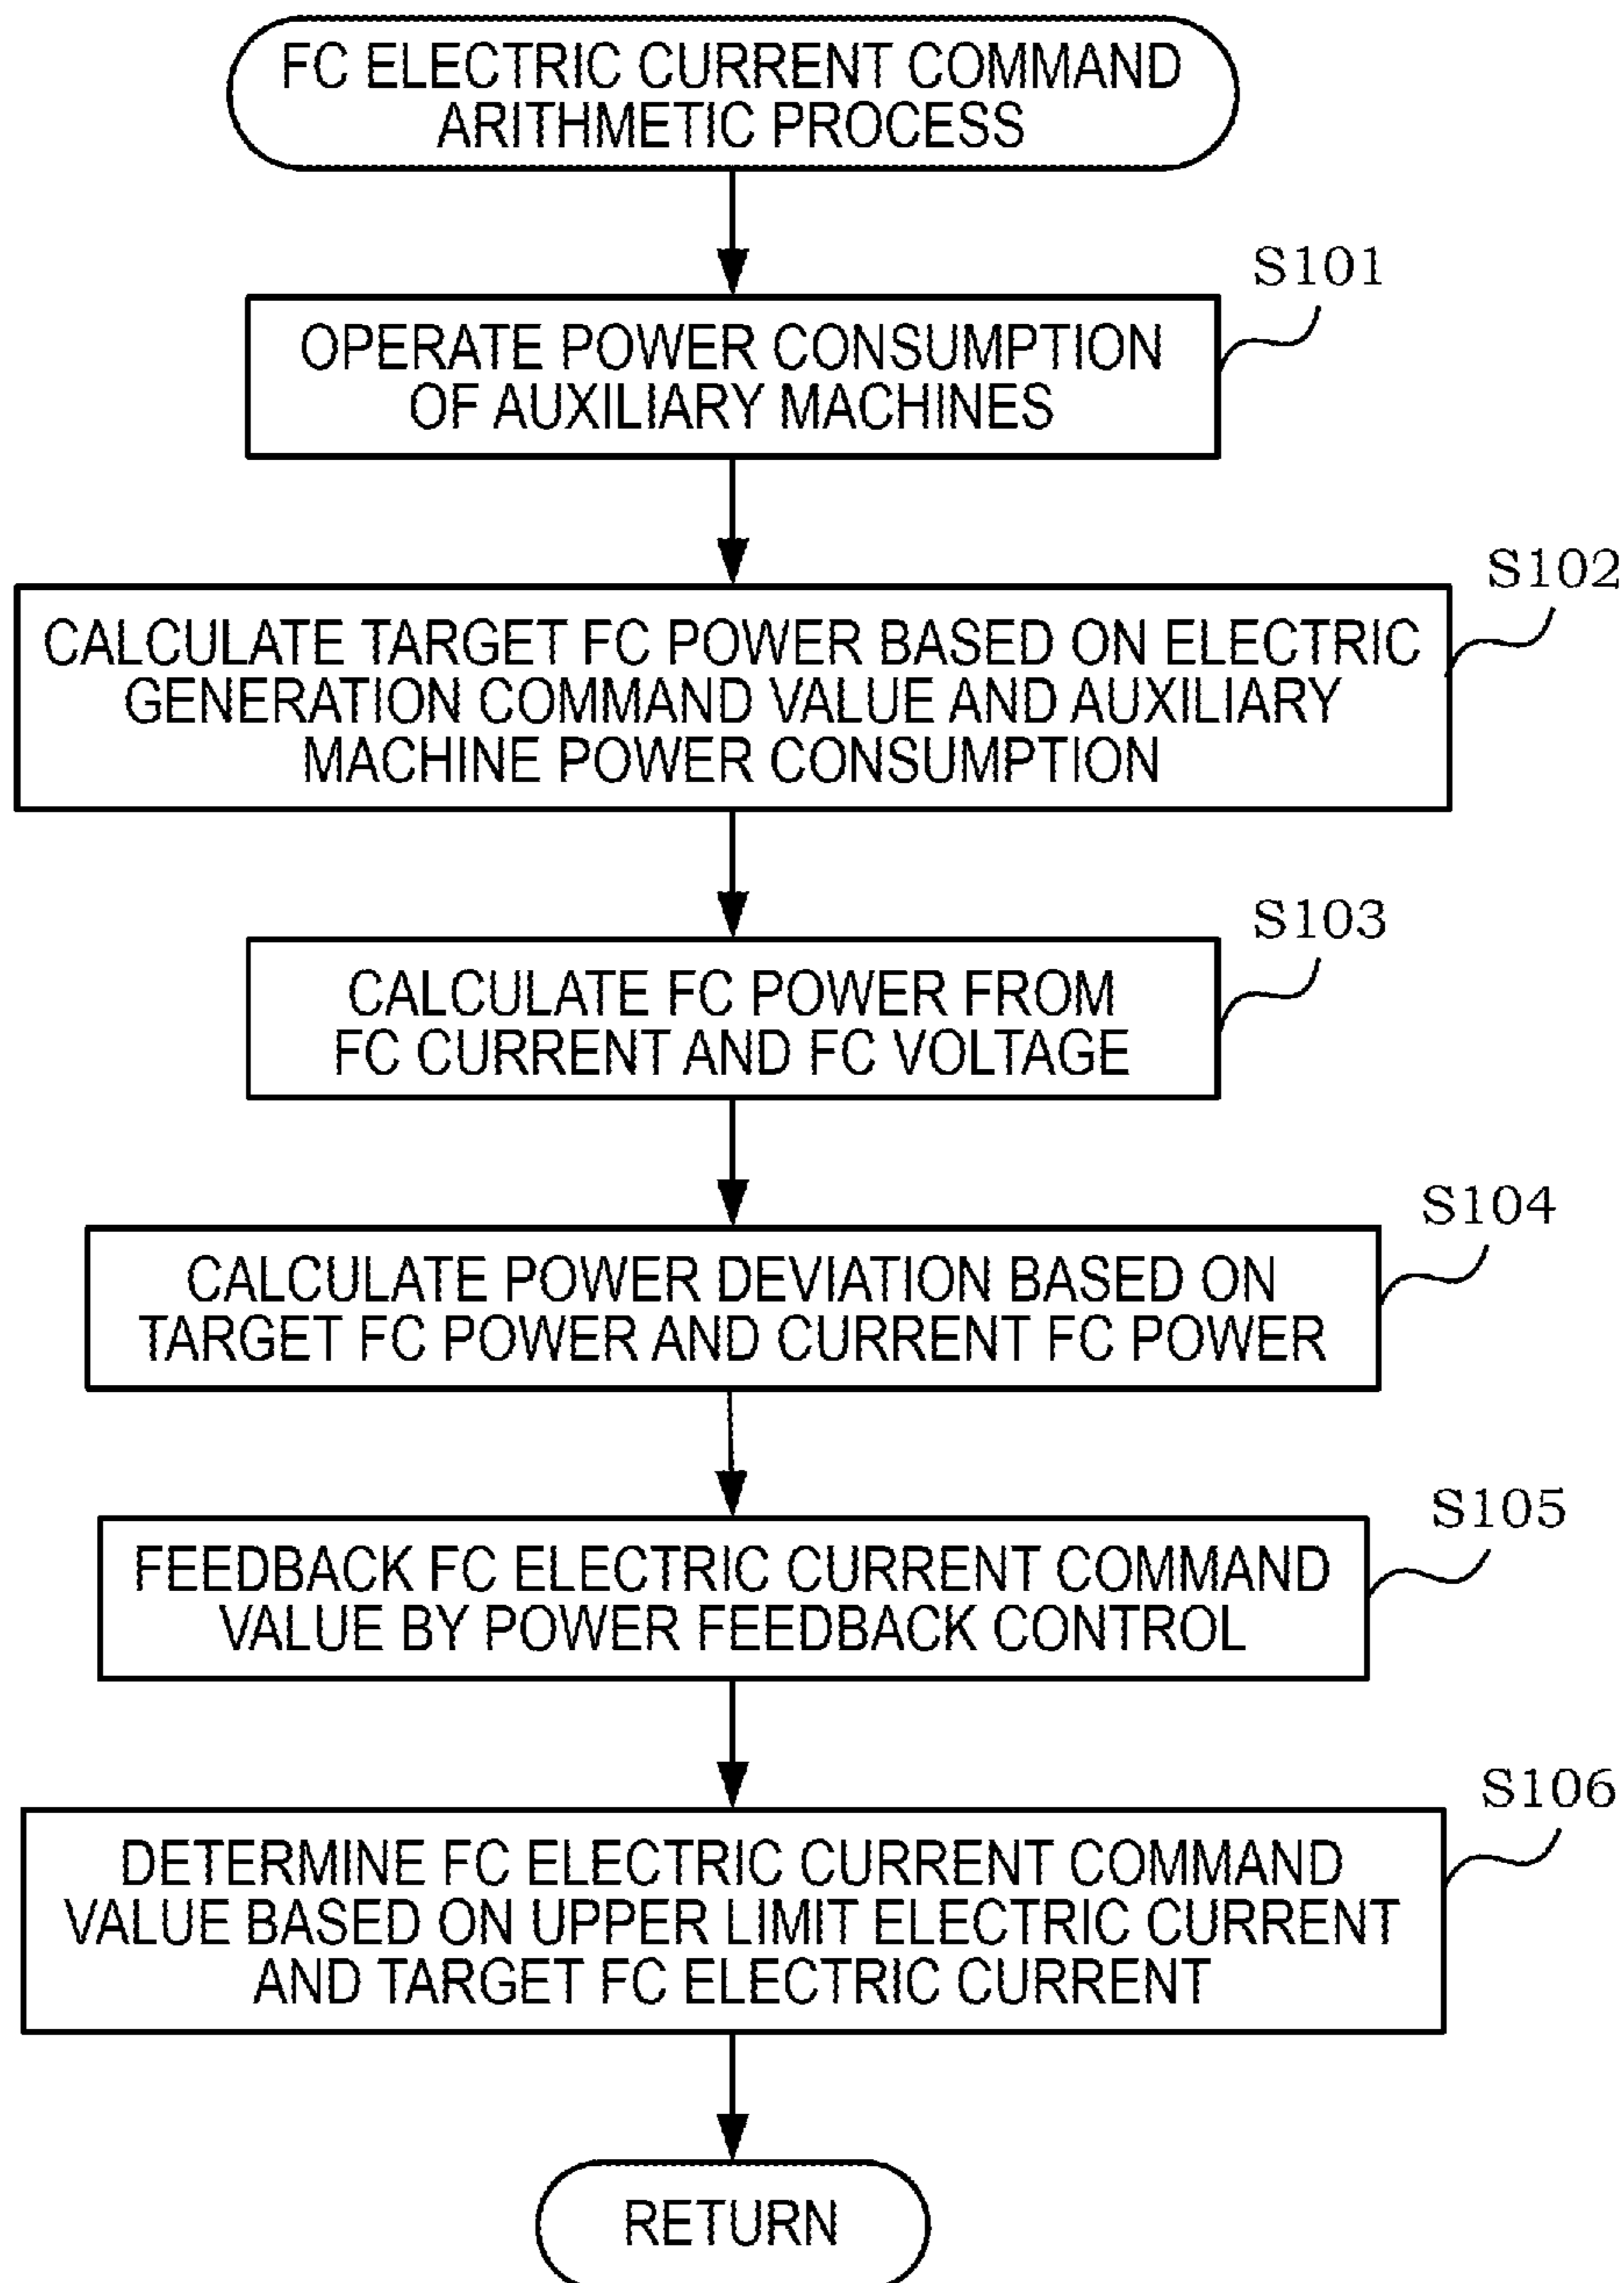 FC ELECTRIC CURRENT COMMAND
ARITHMETIC PROCESS
S101
OPERATE POWER CONSUMPTION
OF AUXILIARY MACHINES
S102
CALCULATE TARGET FC POWER BASED ON ELECTRIC
GENERATION COMMAND VALUE AND AUXILIARY
MACHINE POWER CONSUMPTION
S103
CALCULATE FC POWER FROM
FC CURRENT AND FC VOLTAGE
S104
CALCULATE POWER DEVIATION BASED ON
TARGET FC POWER AND CURRENT FC POWER
S105
FEEDBACK FC ELECTRIC CURRENT COMMAND
VALUE BY POWER FEEDBACK CONTROL
S106
DETERMINE FC ELECTRIC CURRENT COMMAND
VALUE BASED ON UPPER LIMIT ELECTRIC CURRENT
AND TARGET FC ELECTRIC CURRENT
RETURN